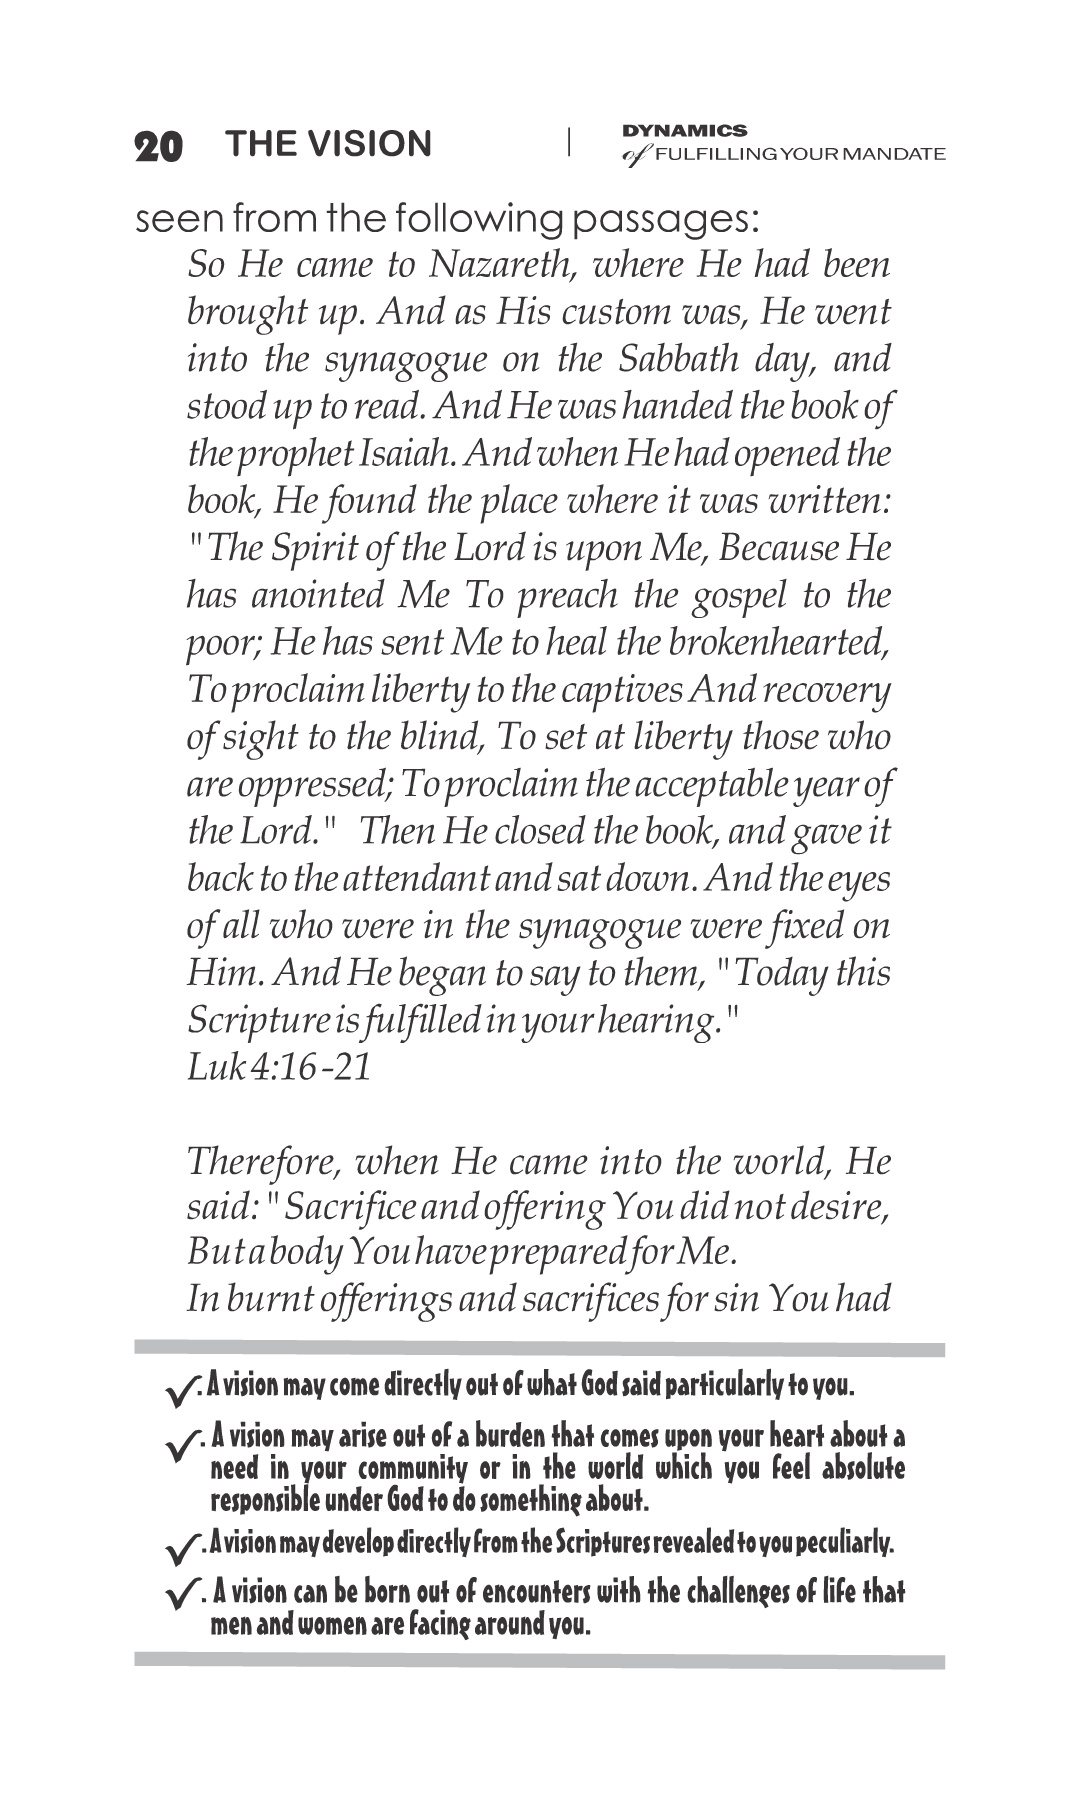 20 THE VISION | DYNAMICS
of FULFILLING YOUR MANDATE
seen from the following passages:
So He came to Nazareth, where He had been
brought up. And as His custom was, He went
into the synagogue on the Sabbath day, and
stood up to read. And He was handed the book of
the prophet Isaiah. And when He had opened the
book, He found the place where it was written:
"The Spirit of the Lord is upon Me, Because He
has anointed Me To preach the gospel to the
poor; He has sent Me to heal the brokenhearted,
To proclaim liberty to the captives And recovery
of sight to the blind, To set at liberty those who
are oppressed; To proclaim the acceptable year of
the Lord." Then He closed the book, and gave it
back to the attendant and sat down. And the eyes
of all who were in the synagogue were fixed on
Him. And He began to say to them, "Today this
Scripture is fulfilled in your hearing."
Luk 4:16 -21
Therefore, when He came into the world, He
said: "Sacrifice and offering You did not desire,
But a body You have prepared for Me.
In burnt offerings and sacrifices for sin You had
✓. A vision may come directly out of what God said particularly to you.
✓. A vision may arise out of a burden that comes upon your heart about a
need in your community or in the world which you feel absolute
responsible under God to do something about.
✓. A vision may develop directly from the Scriptures revealed to you peculiarly.
✓. A vision can be born out of encounters with the challenges of life that
men and women are facing around you.